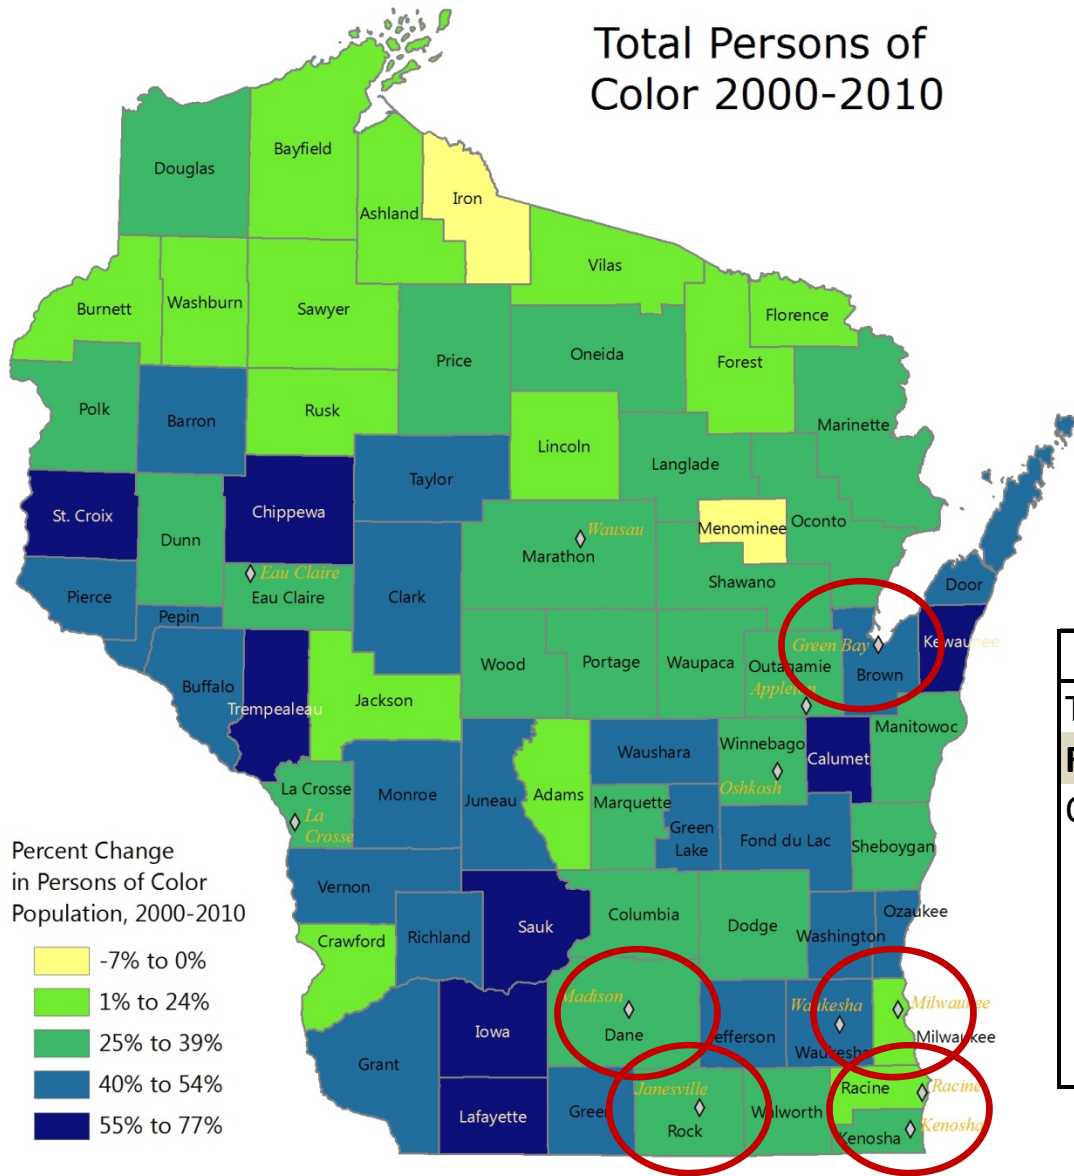 Total Persons of
Color 2000-2010
Douglas
Bayfield
Ashland
Iron
Vilas
Burnett
Washburn
Sawyer
Florence
Price
Oneida
Forest
Polk
Barron
Rusk
Marinette
Lincoln
Langlade
Taylor
St. Croix
Chippewa
Dunn
Wausau
Marathon
Menominee
Oconto
Eau Claire
Eau Claire
Shawano
Door
Pierce
Pepin
Clark
Green Bay
Kewaunee
Wood
Portage
Waupaca
Outagamie
Brown
Buffalo
Trempealeau
Jackson
Appleton
Manitowoc
Waushara
Winnebago
Calumet
La Crosse
Monroe
Juneau
Adams
Marquette
Oshkosh
La
Crosse
Green
Lake
Fond du Lac
Sheboygan
Percent Change
in Persons of Color
Population, 2000-2010
-7% to 0%
1% to 24%
25% to 39%
40% to 54%
55% to 77%
Vernon
Richland
Sauk
Columbia
Dodge
Ozaukee
Washington
Crawford
Madison
Dane
Waukesha
Milwaukee
Iowa
Jefferson
Waukesha
Milwaukee
Grant
Janesville
Racine
Racine
Lafayette
Green
Rock
Walworth
Kenosha
Kenosha